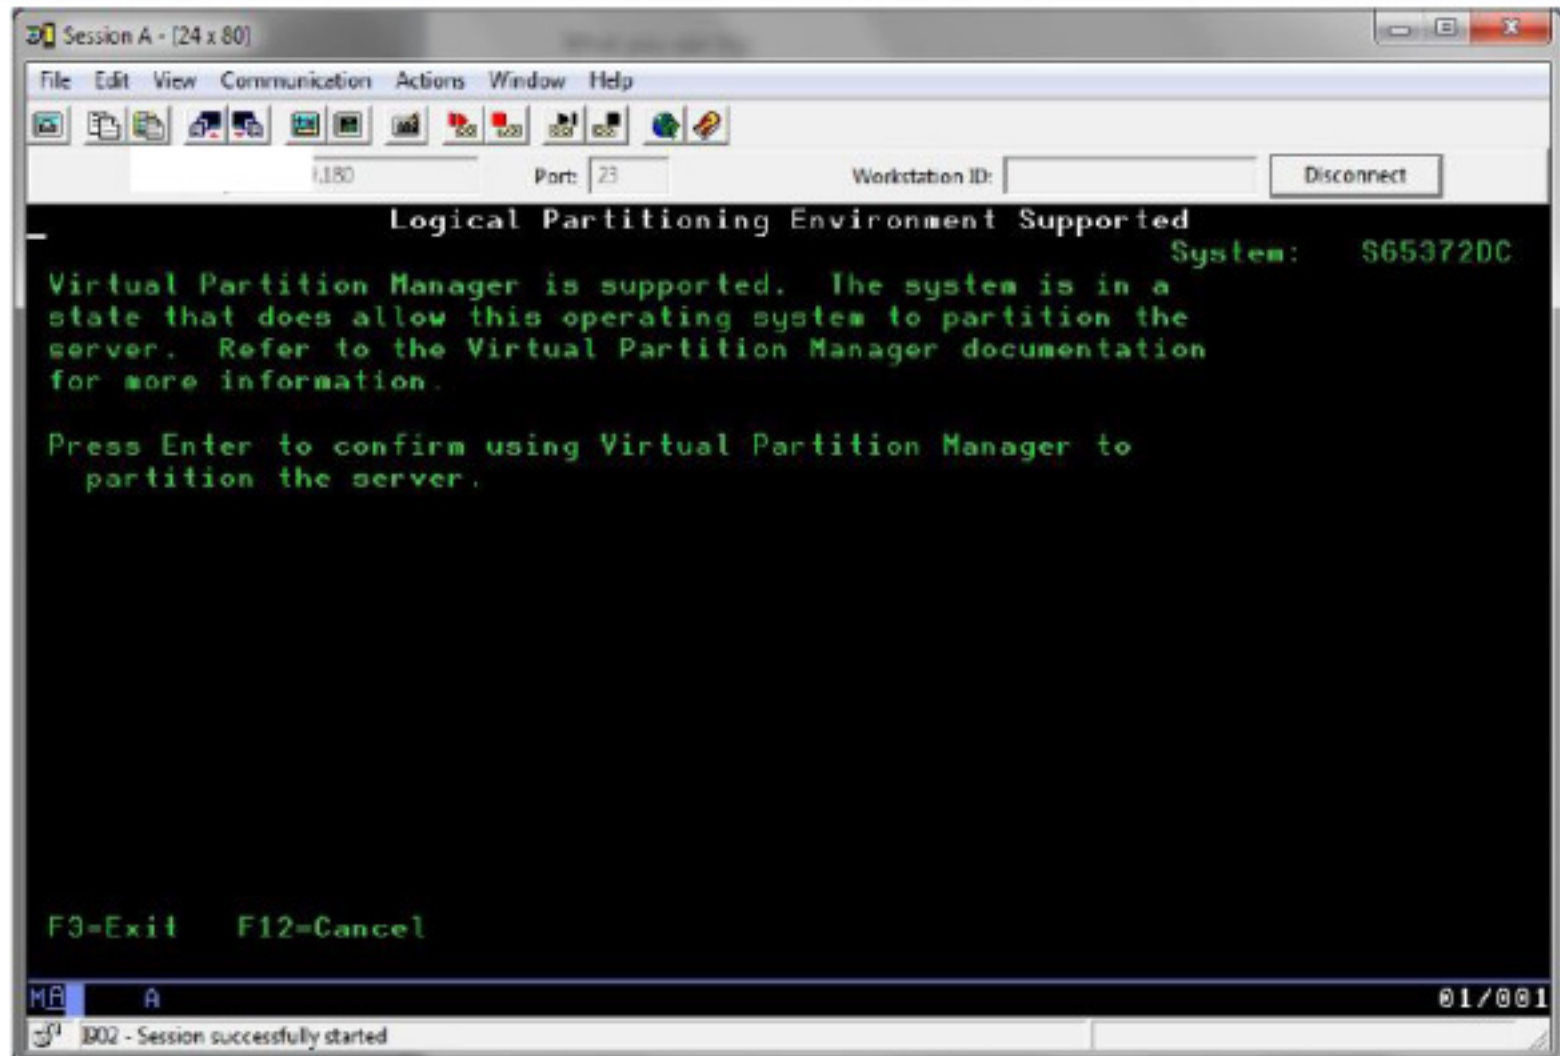 Session A - [24 x 80]
File Edit View Communication Actions Window Help
.180 Port: 23 Workstation ID: Disconnect
Logical Partitioning Environment Supported
System: S65372DC
Virtual Partition Manager is supported. The system is in a
state that does allow this operating system to partition the
server. Refer to the Virtual Partition Manager documentation
for more information.
Press Enter to confirm using Virtual Partition Manager to
partition the server.
F3=Exit F12=Cancel
MA A 01/001
I902 - Session successfully started